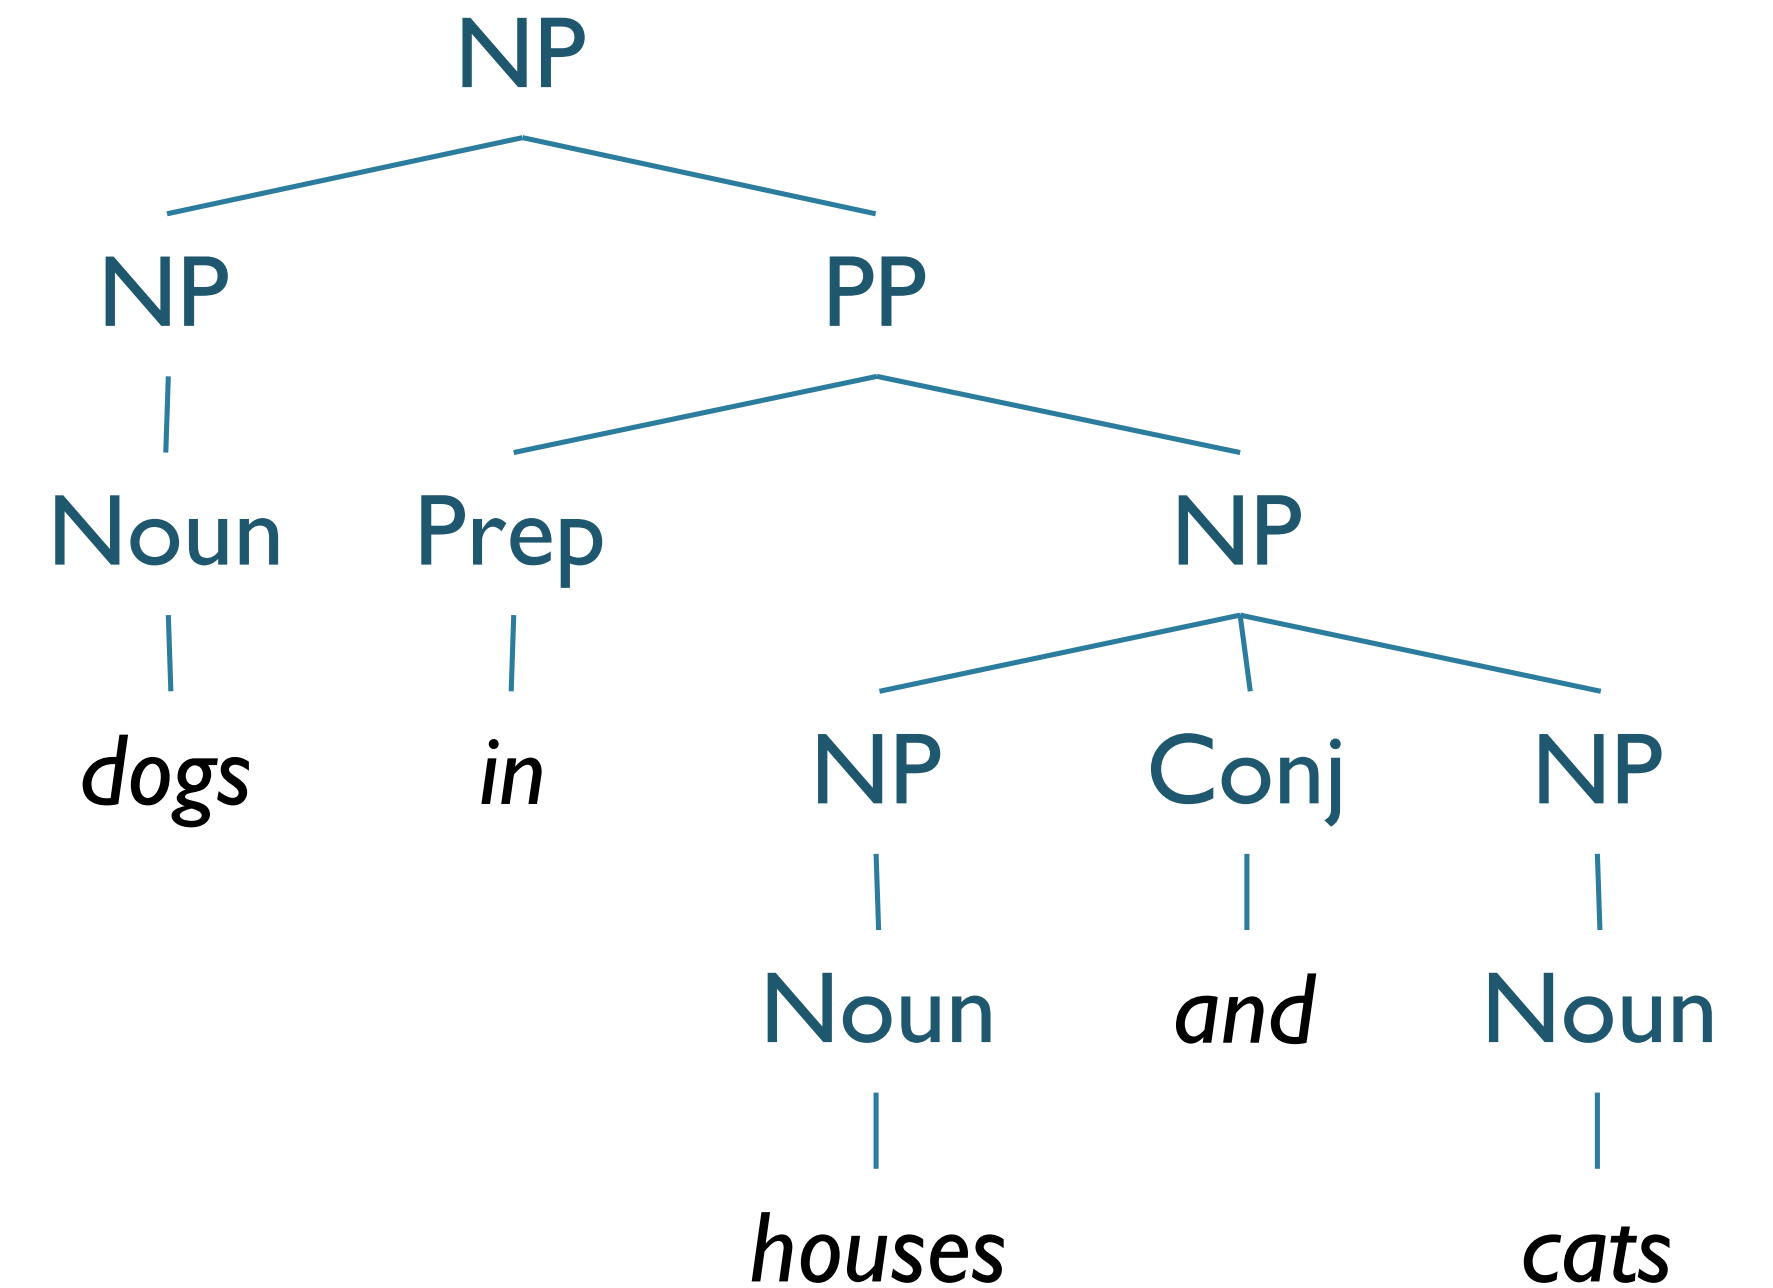 NP
NP PP
Noun Prep NP
dogs in NP Conj NP
Noun and Noun
houses cats